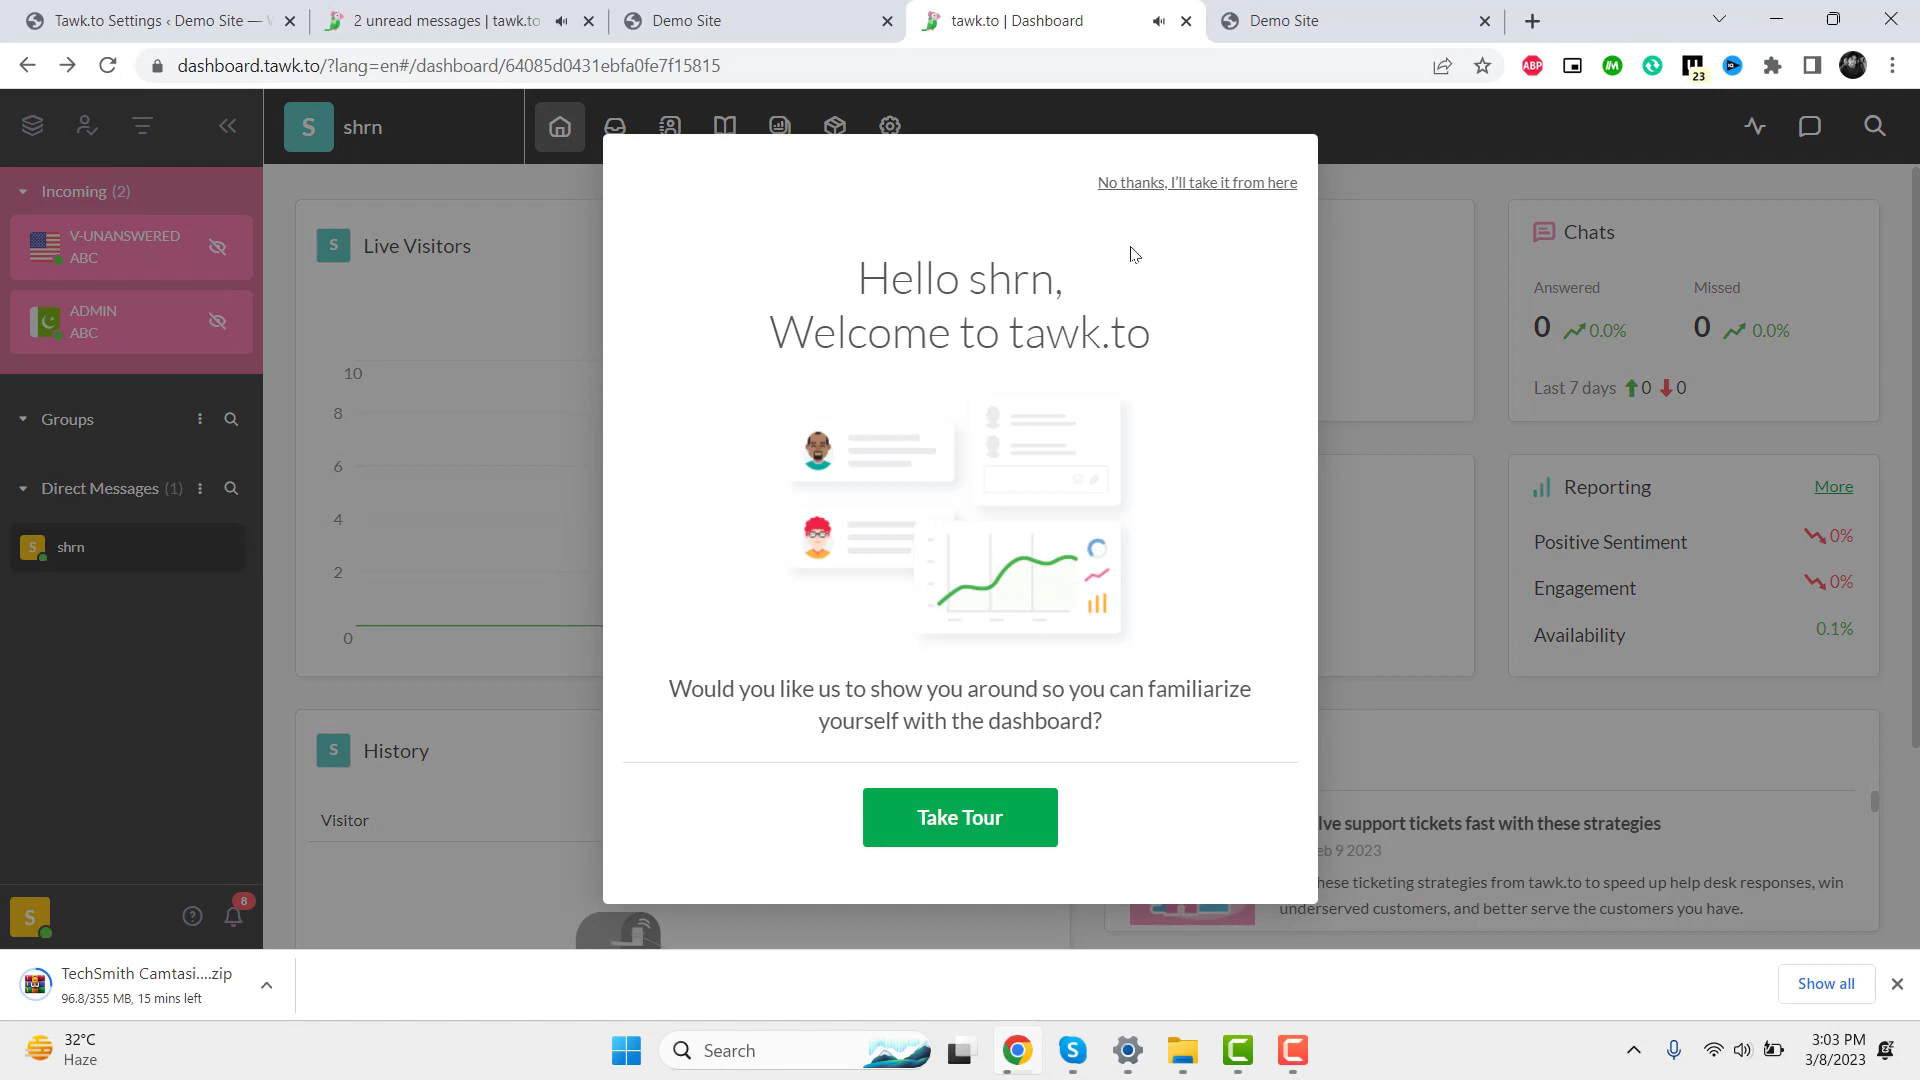 Tawk.to Settings ‹ Demo Site —
2 unread messages | tawk.to
Demo Site
tawk.to | Dashboard
Demo Site
dashboard.tawk.to/?lang=en#/dashboard/64085d0431ebfa0fe7f15815
ABP
23
S
shrn
Incoming (2)
V-UNANSWERED
ABC
ADMIN
ABC
Groups
Direct Messages (1)
S
shrn
S
8
S
Live Visitors
10
8
6
4
2
0
S
History
Visitor
No thanks, I'll take it from here
Hello shrn,
Welcome to tawk.to
Would you like us to show you around so you can familiarize
yourself with the dashboard?
Take Tour
Chats
Answered
Missed
0
0.0%
0
0.0%
Last 7 days
0
0
Reporting
More
Positive Sentiment
0%
Engagement
0%
Availability
0.1%
lve support tickets fast with these strategies
eb 9 2023
hese ticketing strategies from tawk.to to speed up help desk responses, win
underserved customers, and better serve the customers you have.
TechSmith Camtasi....zip
96.8/355 MB, 15 mins left
Show all
32°C
Haze
Search
3:03 PM
3/8/2023